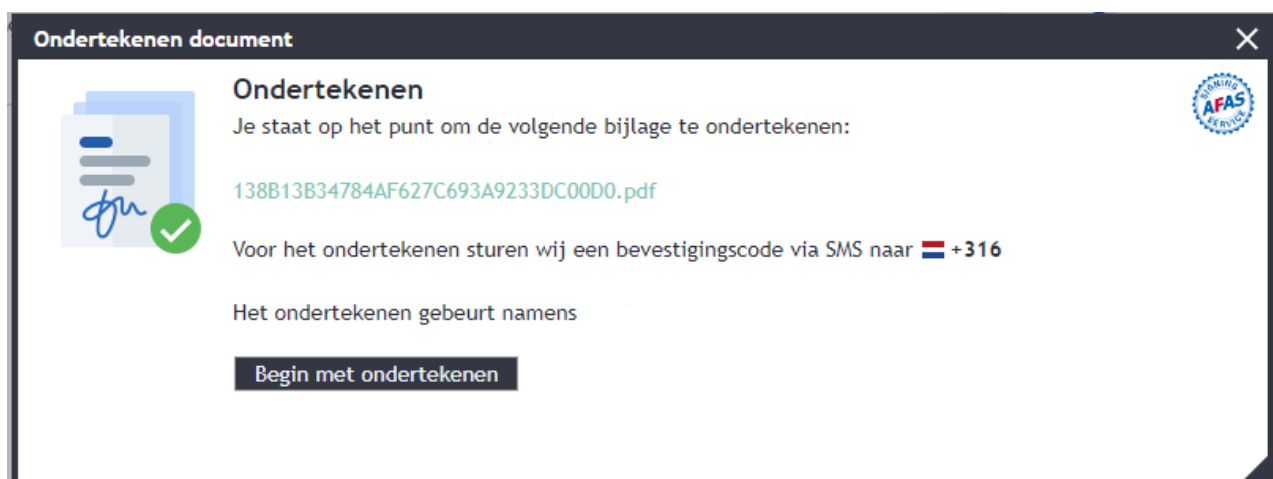 Ondertekenen document
Ondertekenen
SIGNING
AFAS
SERVICE
Je staat op het punt om de volgende bijlage te ondertekenen:
138B13B34784AF627C693A9233DC00D0.pdf
Voor het ondertekenen sturen wij een bevestigingscode via SMS naar +316
Het ondertekenen gebeurt namens
Begin met ondertekenen